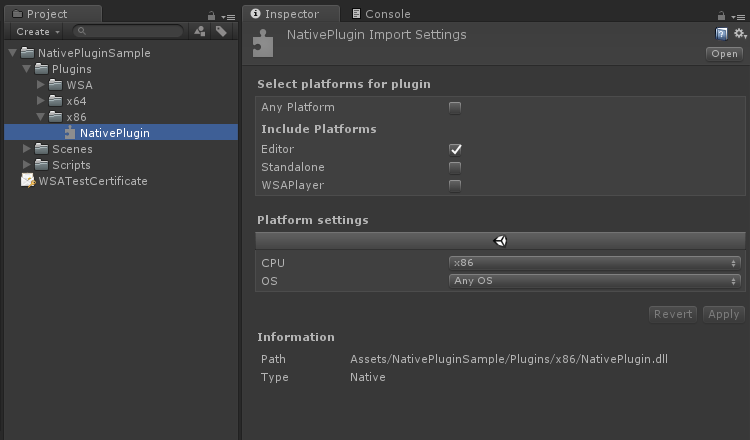 Project
Create
NativePluginSample
Plugins
WSA
x64
x86
NativePlugin
Scenes
Scripts
WSATestCertificate
Inspector
Console
NativePlugin Import Settings
Open
Select platforms for plugin
Any Platform
Include Platforms
Editor
Standalone
WSAPlayer
Platform settings
CPU x86
OS Any OS
Revert Apply
Information
Path Assets/NativePluginSample/Plugins/x86/NativePlugin.dll
Type Native